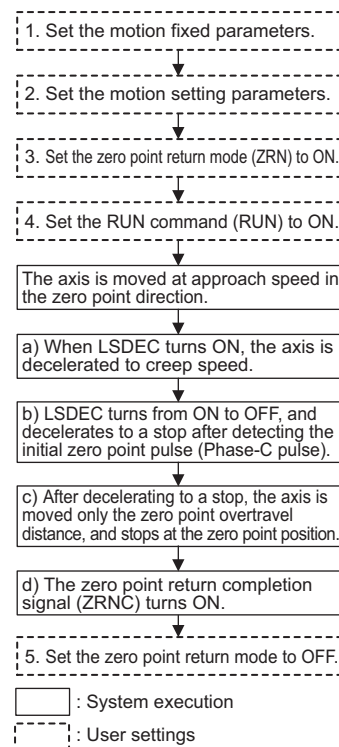 1. Set the motion fixed parameters.
2. Set the motion setting parameters.
3. Set the zero point return mode (ZRN) to ON.
4. Set the RUN command (RUN) to ON.
The axis is moved at approach speed in
the zero point direction.
a) When LSDEC turns ON, the axis is
decelerated to creep speed.
b) LSDEC turns from ON to OFF, and
decelerates to a stop after detecting the
initial zero point pulse (Phase-C pulse).
c) After decelerating to a stop, the axis is
moved only the zero point overtravel
distance, and stops at the zero point position.
d) The zero point return completion
signal (ZRNC) turns ON.
5. Set the zero point return mode to OFF.
: System execution
: User settings